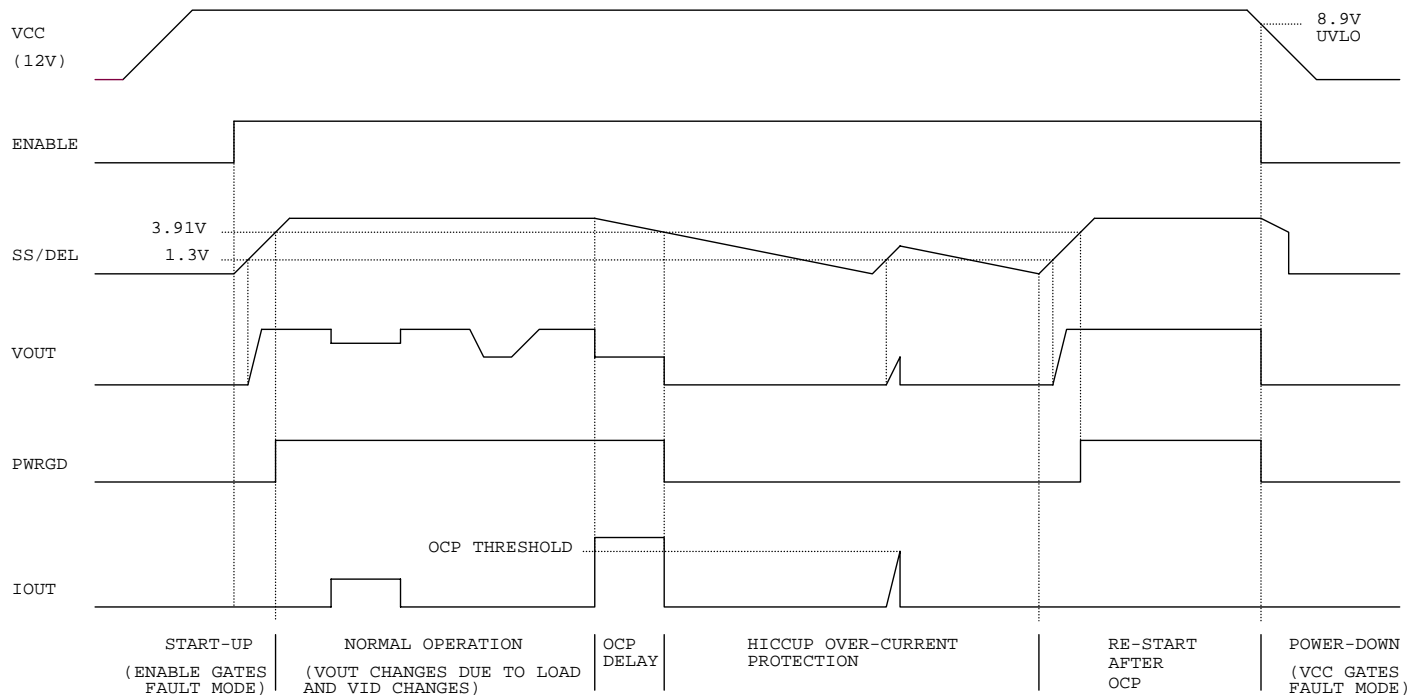 VCC
(12V)
8.9V
UVLO
ENABLE
3.91V
SS/DEL
1.3V
VOUT
PWRGD
OCP THRESHOLD
IOUT
START-UP
(ENABLE GATES
FAULT MODE)
NORMAL OPERATION
(VOUT CHANGES DUE TO LOAD
AND VID CHANGES)
OCP
DELAY
HICCUP OVER-CURRENT
PROTECTION
RE-START
AFTER
OCP
POWER-DOWN
(VCC GATES
FAULT MODE)